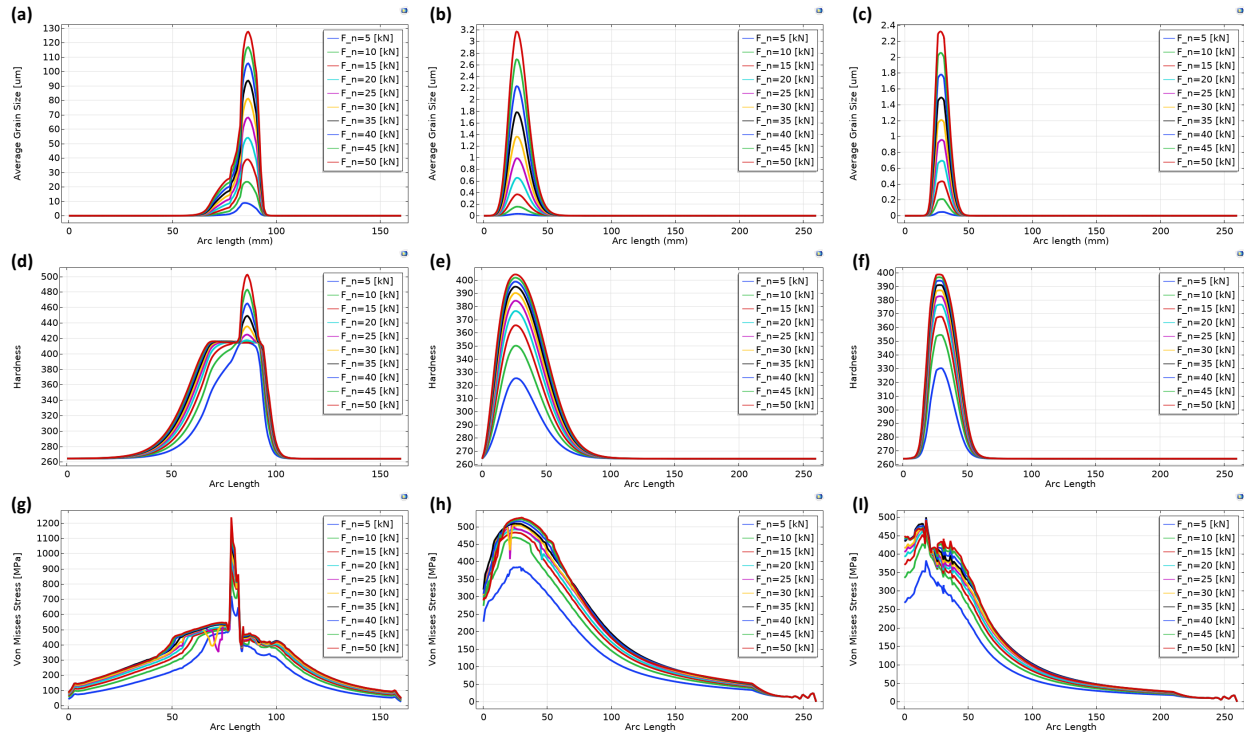 (a)
Average Grain Size [um]
130
120
110
100
90
80
70
60
50
40
30
20
10
0
0
50
100
150
Arc length (mm)
F_n=5 [kN]
F_n=10 [kN]
F_n=15 [kN]
F_n=20 [kN]
F_n=25 [kN]
F_n=30 [kN]
F_n=35 [kN]
F_n=40 [kN]
F_n=45 [kN]
F_n=50 [kN]
(b)
Average Grain Size [um]
3.2
3
2.8
2.6
2.4
2.2
2
1.8
1.6
1.4
1.2
1
0.8
0.6
0.4
0.2
0
0
50
100
150
200
250
Arc length (mm)
F_n=5 [kN]
F_n=10 [kN]
F_n=15 [kN]
F_n=20 [kN]
F_n=25 [kN]
F_n=30 [kN]
F_n=35 [kN]
F_n=40 [kN]
F_n=45 [kN]
F_n=50 [kN]
(c)
Average Grain Size [um]
2.4
2.2
2
1.8
1.6
1.4
1.2
1
0.8
0.6
0.4
0.2
0
0
50
100
150
200
250
Arc length (mm)
F_n=5 [kN]
F_n=10 [kN]
F_n=15 [kN]
F_n=20 [kN]
F_n=25 [kN]
F_n=30 [kN]
F_n=35 [kN]
F_n=40 [kN]
F_n=45 [kN]
F_n=50 [kN]
(d)
Hardness
500
480
460
440
420
400
380
360
340
320
300
280
260
0
50
100
150
Arc Length
F_n=5 [kN]
F_n=10 [kN]
F_n=15 [kN]
F_n=20 [kN]
F_n=25 [kN]
F_n=30 [kN]
F_n=35 [kN]
F_n=40 [kN]
F_n=45 [kN]
F_n=50 [kN]
(e)
Hardness
400
390
380
370
360
350
340
330
320
310
300
290
280
270
260
0
50
100
150
200
250
Arc Length
F_n=5 [kN]
F_n=10 [kN]
F_n=15 [kN]
F_n=20 [kN]
F_n=25 [kN]
F_n=30 [kN]
F_n=35 [kN]
F_n=40 [kN]
F_n=45 [kN]
F_n=50 [kN]
(f)
Hardness
400
390
380
370
360
350
340
330
320
310
300
290
280
270
260
0
50
100
150
200
250
Arc Length
F_n=5 [kN]
F_n=10 [kN]
F_n=15 [kN]
F_n=20 [kN]
F_n=25 [kN]
F_n=30 [kN]
F_n=35 [kN]
F_n=40 [kN]
F_n=45 [kN]
F_n=50 [kN]
(g)
Von Misses Stress [MPa]
1200
1100
1000
900
800
700
600
500
400
300
200
100
0
0
50
100
150
Arc Length
F_n=5 [kN]
F_n=10 [kN]
F_n=15 [kN]
F_n=20 [kN]
F_n=25 [kN]
F_n=30 [kN]
F_n=35 [kN]
F_n=40 [kN]
F_n=45 [kN]
F_n=50 [kN]
(h)
Von Misses Stress [MPa]
500
450
400
350
300
250
200
150
100
50
0
0
50
100
150
200
250
Arc Length
F_n=5 [kN]
F_n=10 [kN]
F_n=15 [kN]
F_n=20 [kN]
F_n=25 [kN]
F_n=30 [kN]
F_n=35 [kN]
F_n=40 [kN]
F_n=45 [kN]
F_n=50 [kN]
(I)
Von Misses Stress [MPa]
500
450
400
350
300
250
200
150
100
50
0
0
50
100
150
200
250
Arc Length
F_n=5 [kN]
F_n=10 [kN]
F_n=15 [kN]
F_n=20 [kN]
F_n=25 [kN]
F_n=30 [kN]
F_n=35 [kN]
F_n=40 [kN]
F_n=45 [kN]
F_n=50 [kN]